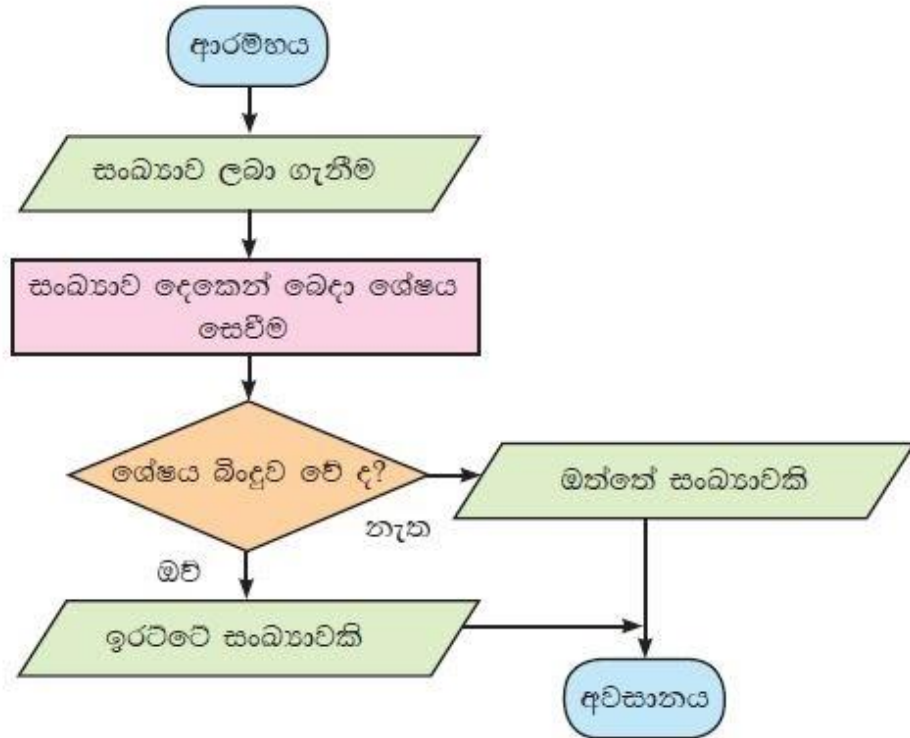 ආරම්භය
සංඛ්‍යාව ලබා ගැනීම
සංඛ්‍යාව දෙකෙන් බෙදා ශේෂය
සෙවීම
ශේෂය බිංදුව වේ ද?
ඔත්තේ සංඛ්‍යාවකි
නැත
ඔව්
ඉරට්ටේ සංඛ්‍යාවකි
අවසානය